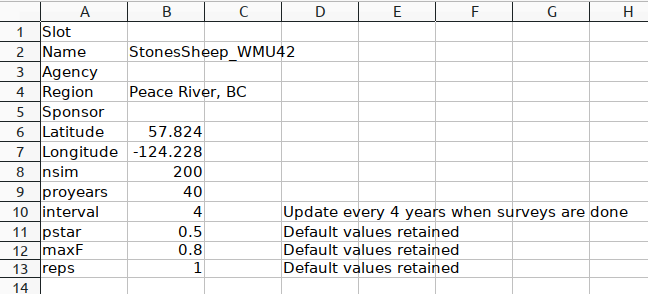 A B C D E F G H
1 Slot
2 Name StonesSheep_WMU42
3 Agency
4 Region Peace River, BC
5 Sponsor
6 Latitude 57.824
7 Longitude -124.228
8 nsim 200
9 proyears 40
10 interval 4 Update every 4 years when surveys are done
11 pstar 0.5 Default values retained
12 maxF 0.8 Default values retained
13 reps 1 Default values retained
14